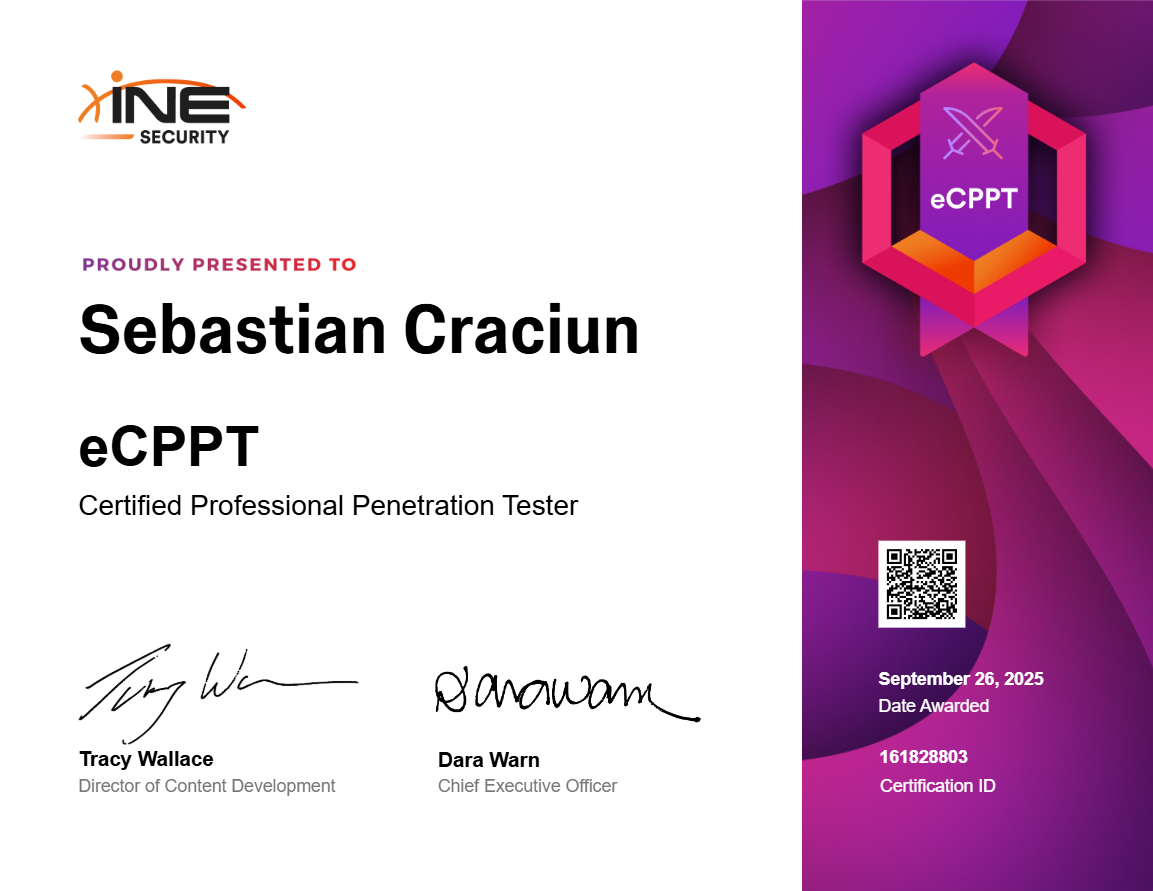 INE
SECURITY
PROUDLY PRESENTED TO
Sebastian Craciun
eCPPT
Certified Professional Penetration Tester
Tracy Wallace
Director of Content Development
Dara Warn
Chief Executive Officer
eCPPT
September 26, 2025
Date Awarded
161828803
Certification ID